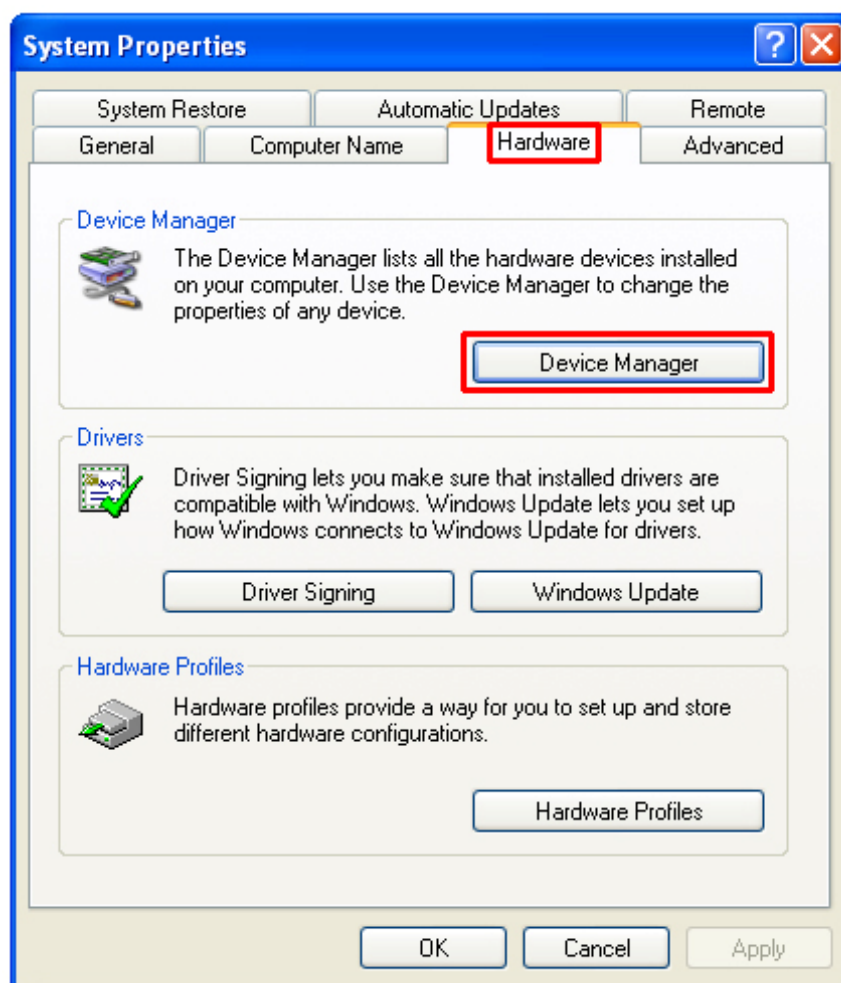 System Properties
System Restore Automatic Updates Remote
General Computer Name Hardware Advanced
Device Manager
The Device Manager lists all the hardware devices installed
on your computer. Use the Device Manager to change the
properties of any device.
Device Manager
Drivers
Driver Signing lets you make sure that installed drivers are
compatible with Windows. Windows Update lets you set up
how Windows connects to Windows Update for drivers.
Driver Signing Windows Update
Hardware Profiles
Hardware profiles provide a way for you to set up and store
different hardware configurations.
Hardware Profiles
OK Cancel Apply